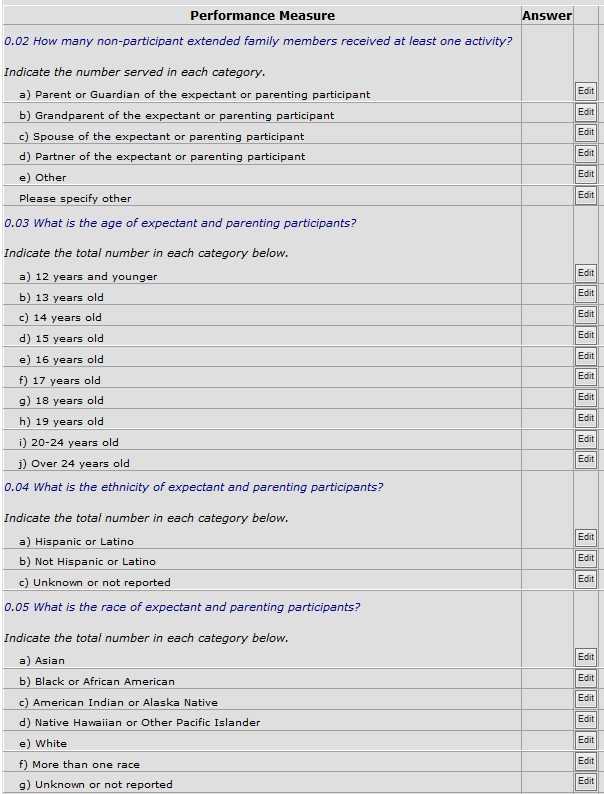 Performance Measure Answer
0.02 How many non-participant extended family members received at least one activity?
Indicate the number served in each category.
a) Parent or Guardian of the expectant or parenting participant Edit
b) Grandparent of the expectant or parenting participant Edit
c) Spouse of the expectant or parenting participant Edit
d) Partner of the expectant or parenting participant Edit
e) Other Edit
Please specify other Edit
0.03 What is the age of expectant and parenting participants?
Indicate the total number in each category below.
a) 12 years and younger Edit
b) 13 years old Edit
c) 14 years old Edit
d) 15 years old Edit
e) 16 years old Edit
f) 17 years old Edit
g) 18 years old Edit
h) 19 years old Edit
i) 20-24 years old Edit
j) Over 24 years old Edit
0.04 What is the ethnicity of expectant and parenting participants?
Indicate the total number in each category below.
a) Hispanic or Latino Edit
b) Not Hispanic or Latino Edit
c) Unknown or not reported Edit
0.05 What is the race of expectant and parenting participants?
Indicate the total number in each category below.
a) Asian Edit
b) Black or African American Edit
c) American Indian or Alaska Native Edit
d) Native Hawaiian or Other Pacific Islander Edit
e) White Edit
f) More than one race Edit
g) Unknown or not reported Edit